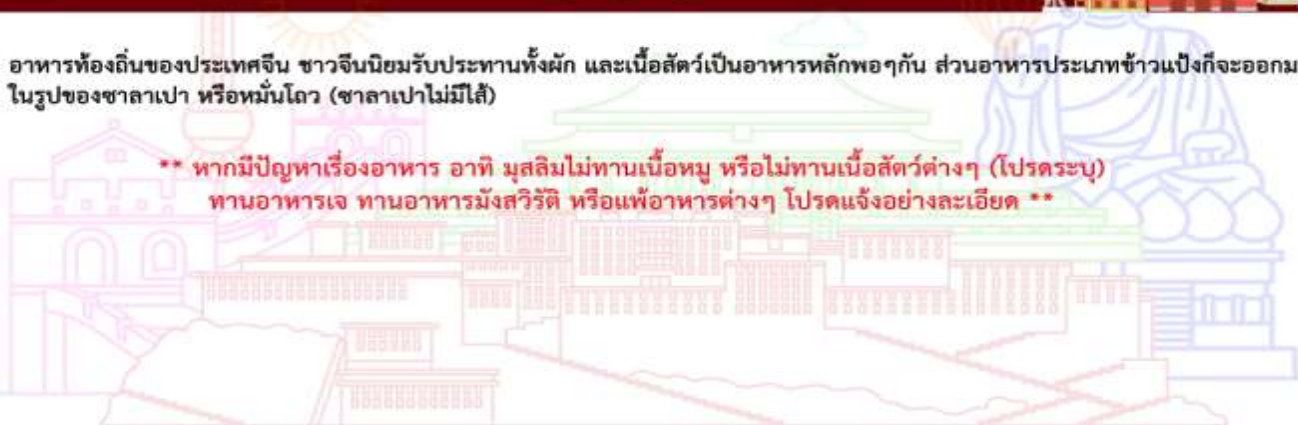 อาหารท้องถิ่นของประเทศจีน ชาวจีนนิยมรับประทานทั้งผัก และเนื้อสัตว์เป็นอาหารหลักพอๆกัน ส่วนอาหารประเภทข้าวแป้งก็จะออกม
ในรูปของซาลาเปา หรือหมั่นโถว (ซาลาเปาไม่มีไส้)
** หากมีปัญหาเรื่องอาหาร อาทิ มุสลิมไม่ทานเนื้อหมู หรือไม่ทานเนื้อสัตว์ต่างๆ (โปรดระบุ)
ทานอาหารเจ ทานอาหารมังสวิรัติ หรือแพ้อาหารต่างๆ โปรดแจ้งอย่างละเอียด **